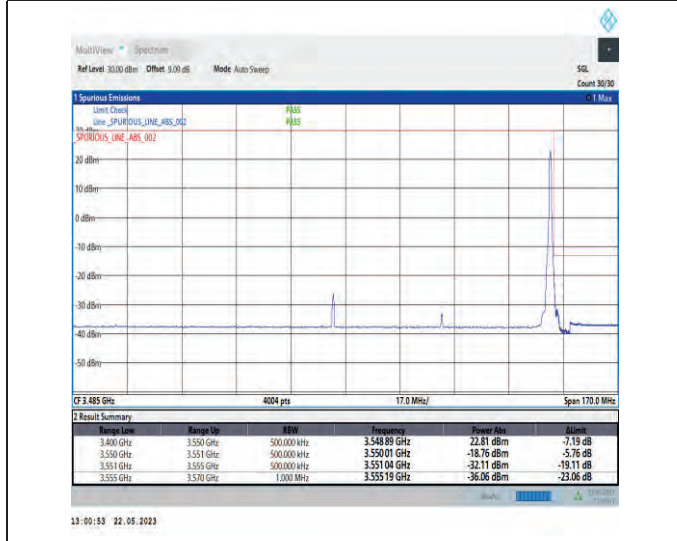 MultiView Spectrum
Ref Level 30.00 dBm Offset 9.09 dB Mode Auto Sweep SGL
Count 30/30
1 Spurious Emissions 1 Max
Limit Check PASS
Line _SPURIOUS_LINE_ABS_002 PASS
_SPURIOUS_LINE_ABS_002
20 dBm
10 dBm
0 dBm
-10 dBm
-20 dBm
-30 dBm
-40 dBm
-50 dBm
CF 3.485 GHz 4004 pts 17.0 MHz/ Span 170.0 MHz
2 Result Summary
Range Low Range Up RBW Frequency Power Abs ΔLimit
3.400 GHz 3.550 GHz 500.000 kHz 3.548 89 GHz 22.81 dBm -7.19 dB
3.550 GHz 3.551 GHz 500.000 kHz 3.550 01 GHz -18.76 dBm -5.76 dB
3.551 GHz 3.555 GHz 500.000 kHz 3.551 04 GHz -32.11 dBm -19.11 dB
3.555 GHz 3.570 GHz 1.000 MHz 3.555 19 GHz -36.06 dBm -23.06 dB
Ready
13:00:53 22.05.2023